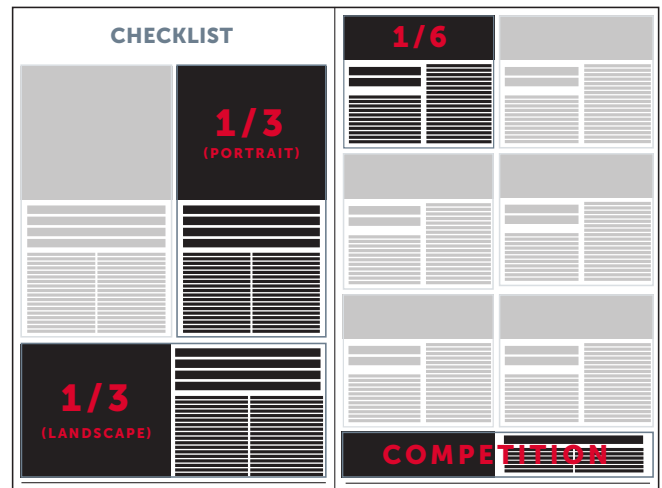 CHECKLIST
1/3
(PORTRAIT)
1/3
(LANDSCAPE)
1/6
COMPETITION